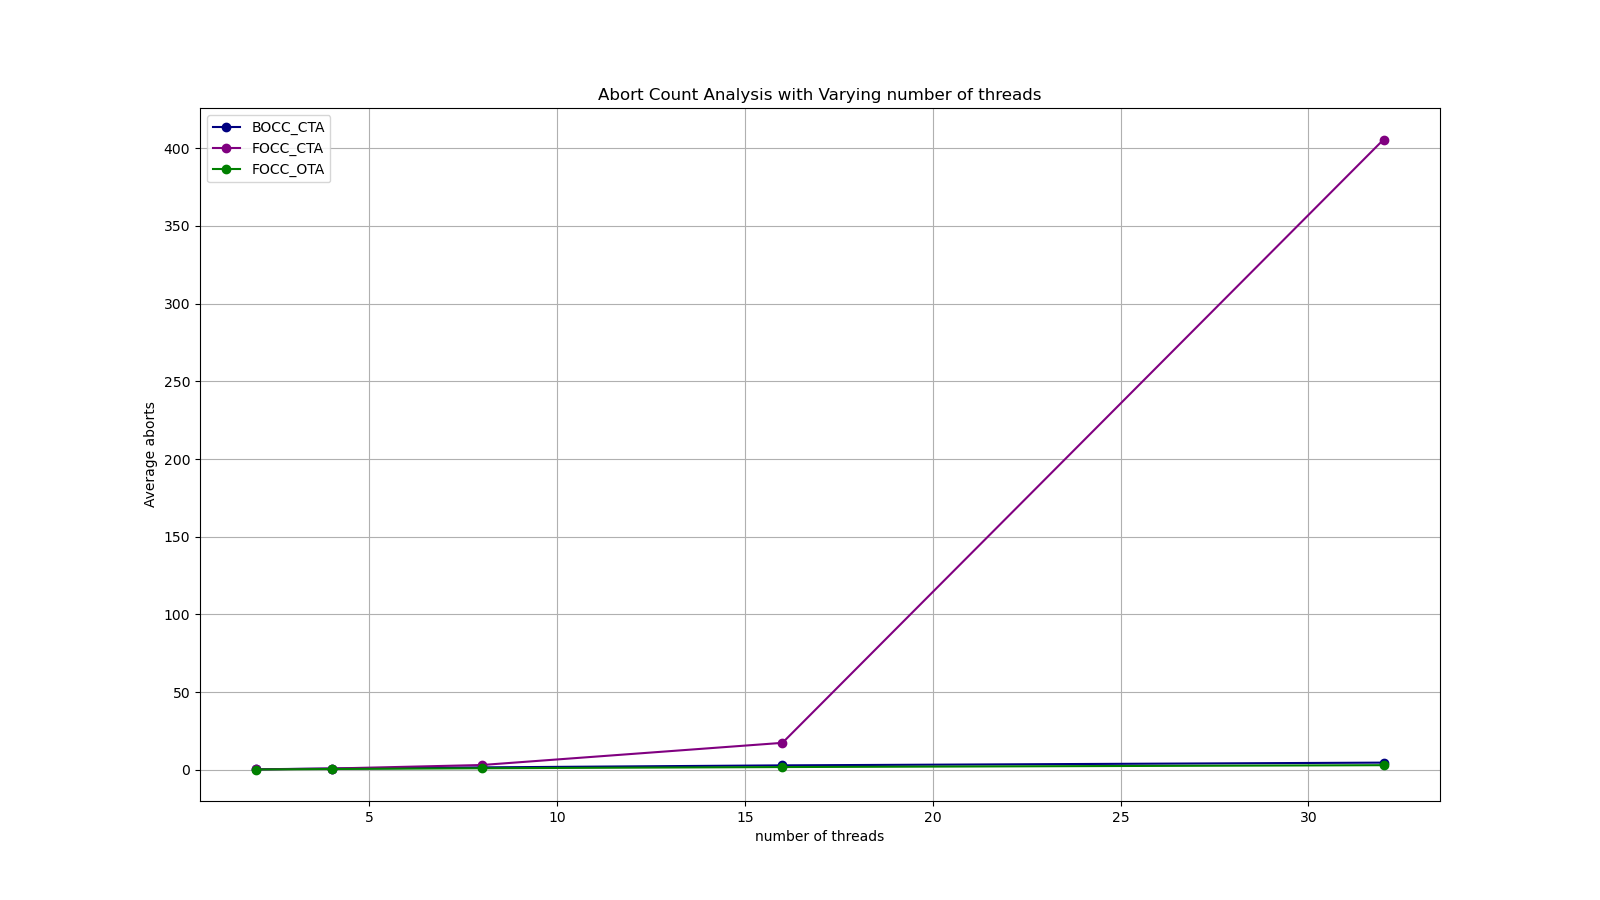 Abort Count Analysis with Varying number of threads
BOCC_CTA
FOCC_CTA
FOCC_OTA
400
350
300
250
200
150
100
50
0
Average aborts
5 10 15 20 25 30
number of threads